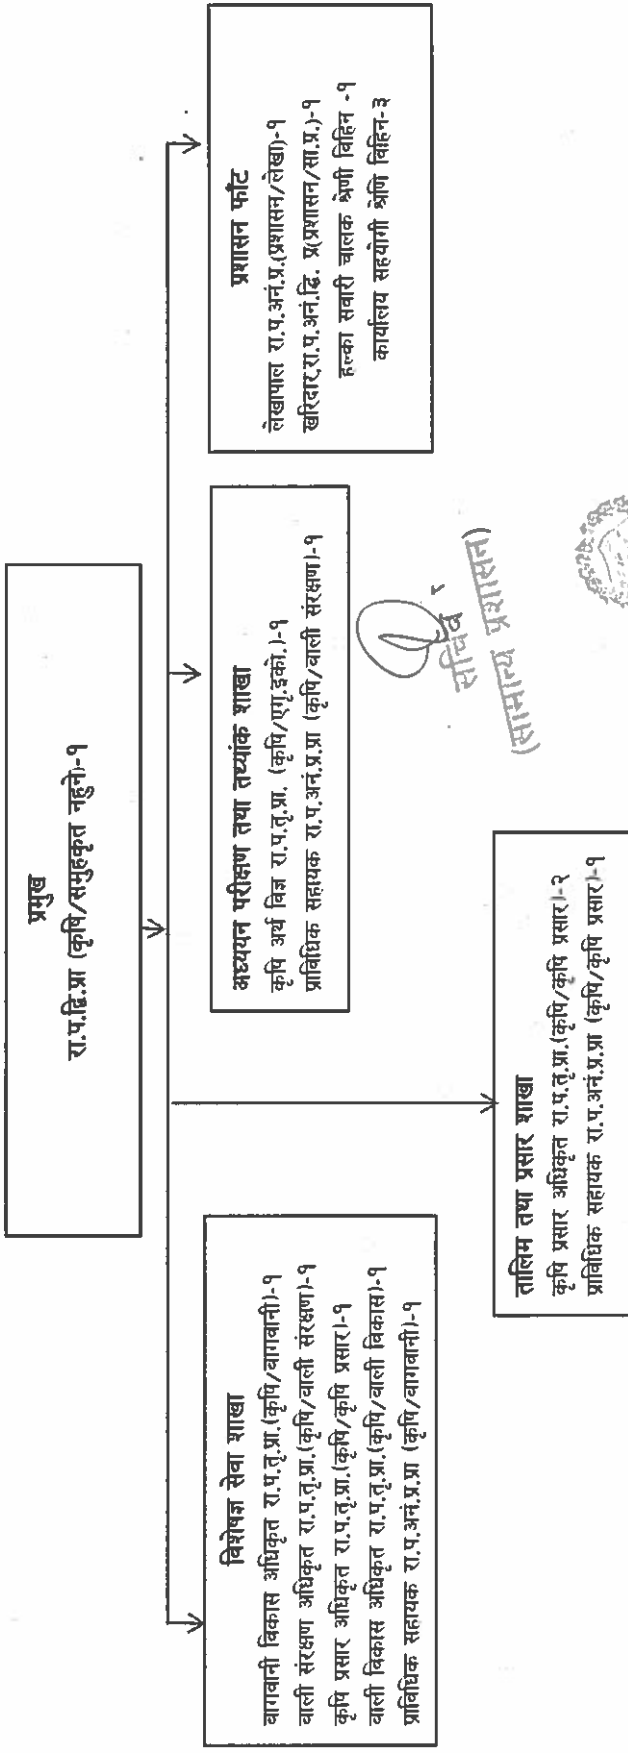 प्रमुख
रा.प.द्वि.प्रा (कृषि/समुहकृत नहुने)-१
विशेषज्ञ सेवा शाखा
वागवानी विकास अधिकृत रा.प.तृ.प्रा.(कृषि/बागवानी)-१
वाली संरक्षण अधिकृत रा.प.तृ.प्रा.(कृषि/वाली संरक्षण)-१
कृषि प्रसार अधिकृत रा.प.तृ.प्रा.(कृषि/कृषि प्रसार)-१
वाली विकास अधिकृत रा.प.तृ.प्रा.(कृषि/वाली विकास)-१
प्राविधिक सहायक रा.प.अनं.प्र.प्रा (कृषि/बागवानी)-१
तालिम तथा प्रसार शाखा
कृषि प्रसार अधिकृत रा.प.तृ.प्रा.(कृषि/कृषि प्रसार)-२
प्राविधिक सहायक रा.प.अनं.प्र.प्रा (कृषि/कृषि प्रसार)-१
अध्ययन परीक्षण तथा तथ्यांक शाखा
कृषि अर्थ विज्ञ रा.प.तृ.प्रा. (कृषि/एगृ.इको.)-१
प्राविधिक सहायक रा.प.अनं.प्र.प्रा (कृषि/वाली संरक्षण)-१
प्रशासन फाँट
लेखापाल रा.प.अनं.प्र.(प्रशासन/लेखा)-१
खरिदार,रा.प.अनं.द्वि. प्र(प्रशासन/सा.प्र.)-१
हल्का सवारी चालक श्रेणी विहिन -१
कार्यालय सहयोगी श्रेणि विहिन-३
सचिव
(सामान्य प्रशासन)